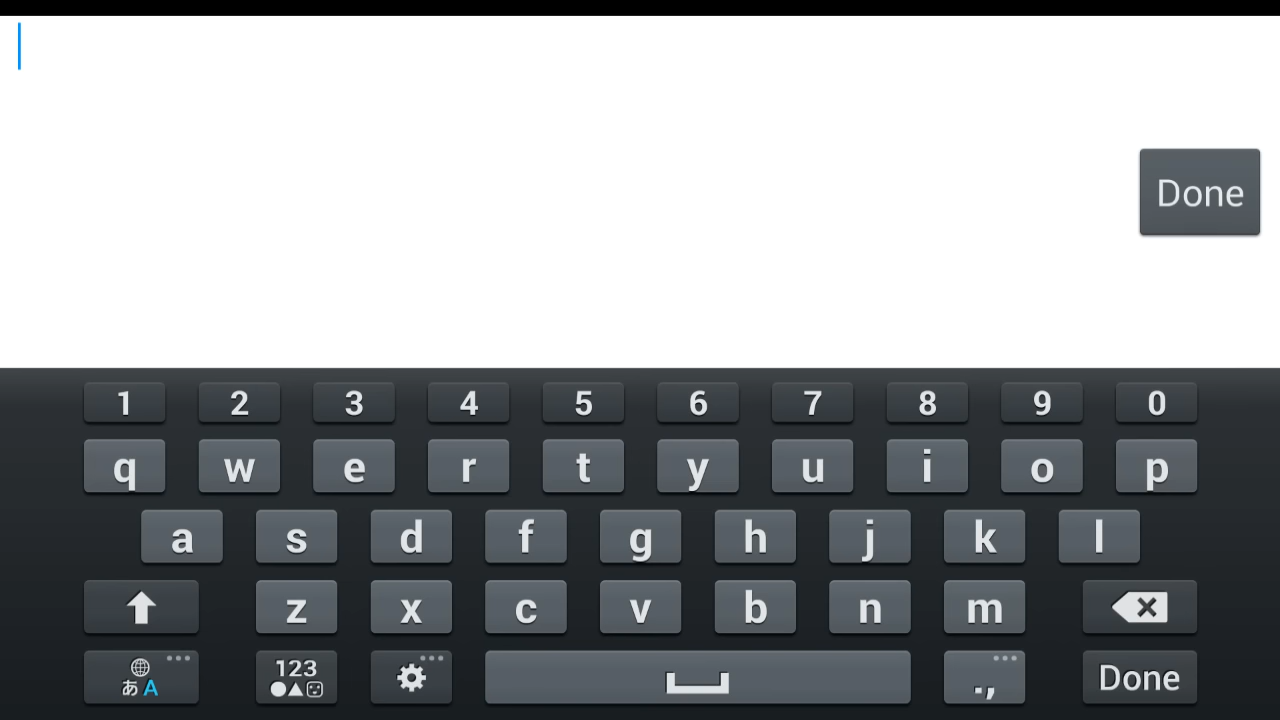 Done
1 2 3 4 5 6 7 8 9 0
q w e r t y u i o p
a s d f g h j k l
z x c v b n m
あA 123 ., Done